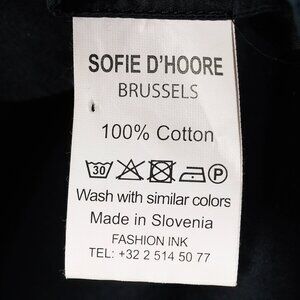 SOFIE D'HOORE
BRUSSELS
100% Cotton
30 P
Wash with similar colors
Made in Slovenia
FASHION INK
TEL: +32 2 514 50 77